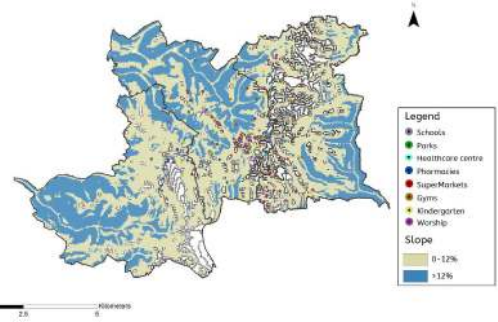 N
Legend
Schools
Parks
Healthcare centre
Pharmacies
SuperMarkets
Gyms
Kindergarten
Worship
Slope
0-12%
>12%
Kilometers
2.5
5